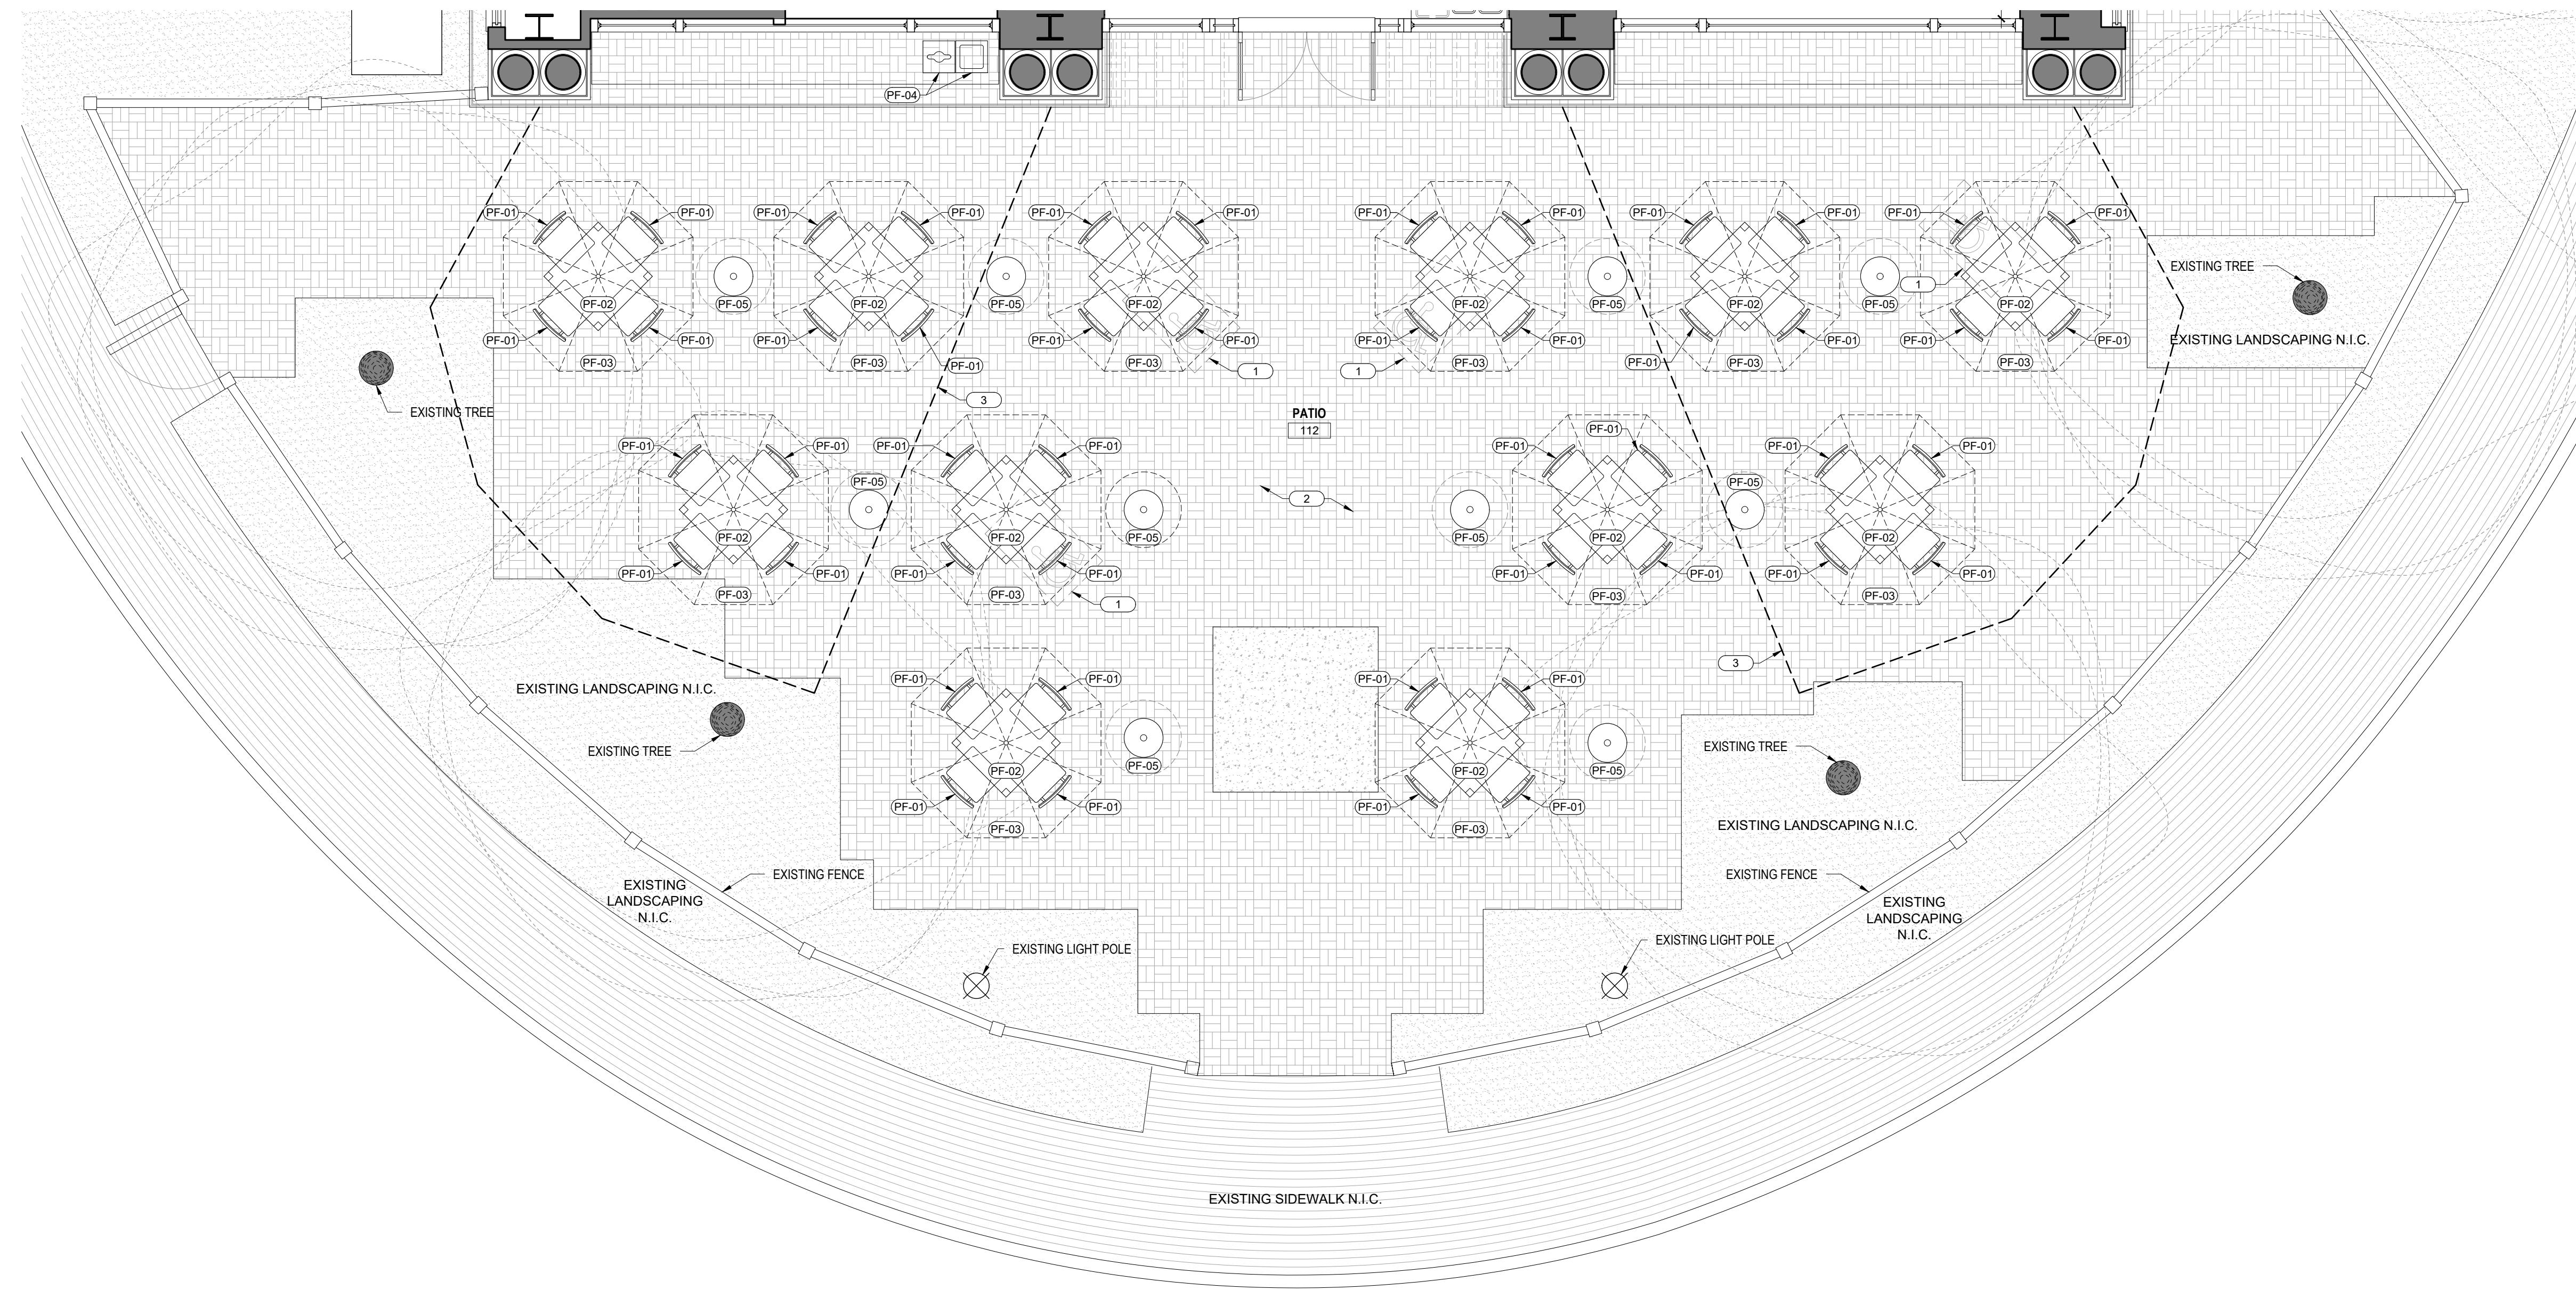 PF-04
PF-01
PF-01
PF-01
PF-01
PF-01
PF-01
PF-01
PF-01
PF-01
PF-01
PF-01
PF-01
EXISTING TREE
1
PF-02
PF-05
PF-02
PF-05
PF-02
PF-02
PF-05
PF-02
PF-05
PF-02
PF-01
PF-01
PF-01
PF-01
PF-01
PF-01
PF-01
PF-01
PF-01
PF-01
EXISTING LANDSCAPING N.I.C.
PF-03
PF-03
PF-01
PF-03
1
1
PF-03
PF-01
PF-03
PF-03
3
EXISTING TREE
PATIO
112
PF-01
PF-01
PF-01
PF-01
PF-01
PF-01
PF-01
PF-01
PF-05
PF-05
2
PF-02
PF-02
PF-05
PF-05
PF-02
PF-02
PF-01
PF-01
PF-01
PF-01
PF-01
PF-01
PF-01
PF-01
PF-03
PF-03
1
PF-03
PF-03
3
PF-01
PF-01
PF-01
PF-01
EXISTING LANDSCAPING N.I.C.
EXISTING TREE
EXISTING TREE
PF-02
PF-05
PF-02
PF-05
PF-01
PF-01
PF-01
PF-01
EXISTING LANDSCAPING N.I.C.
PF-03
PF-03
EXISTING FENCE
EXISTING FENCE
EXISTING
LANDSCAPING
N.I.C.
EXISTING
LANDSCAPING
N.I.C.
EXISTING LIGHT POLE
EXISTING LIGHT POLE
EXISTING SIDEWALK N.I.C.